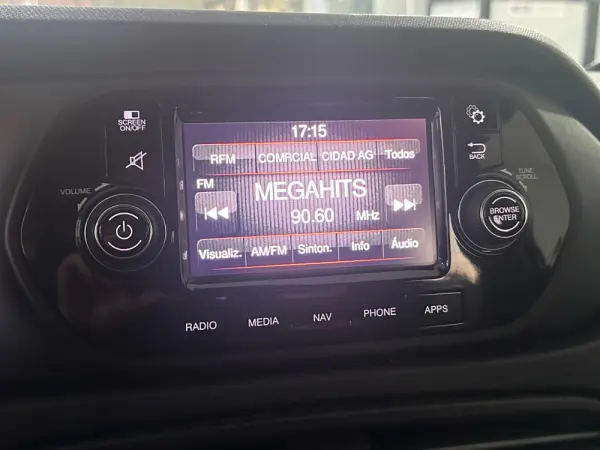 SCREEN
ON/OFF
VOLUME
17:15
RFM COMRCIAL CIDAD AG Todos
FM
MEGAHITS
90.60 MHz
Visualiz. AM/FM Sinton. Info Áudio
BACK
TUNE
SCROLL
BROWSE
ENTER
RADIO MEDIA NAV PHONE APPS